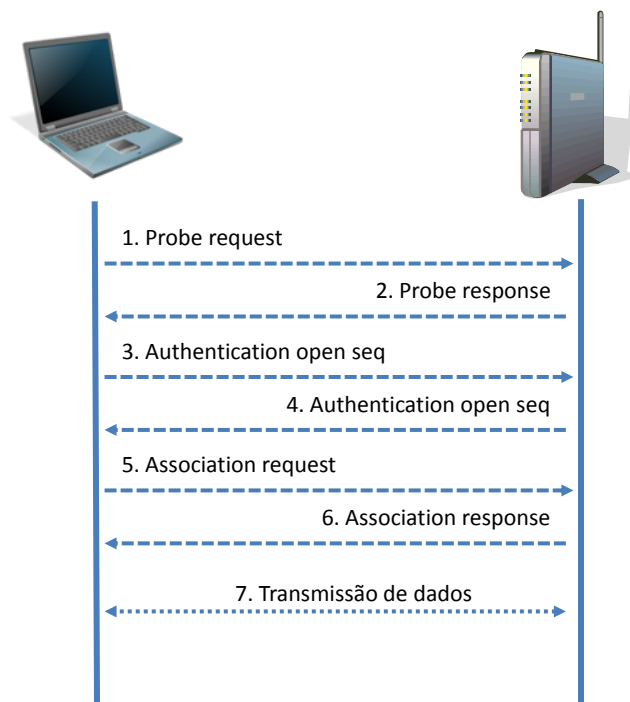 1. Probe request
2. Probe response
3. Authentication open seq
4. Authentication open seq
5. Association request
6. Association response
7. Transmissão de dados